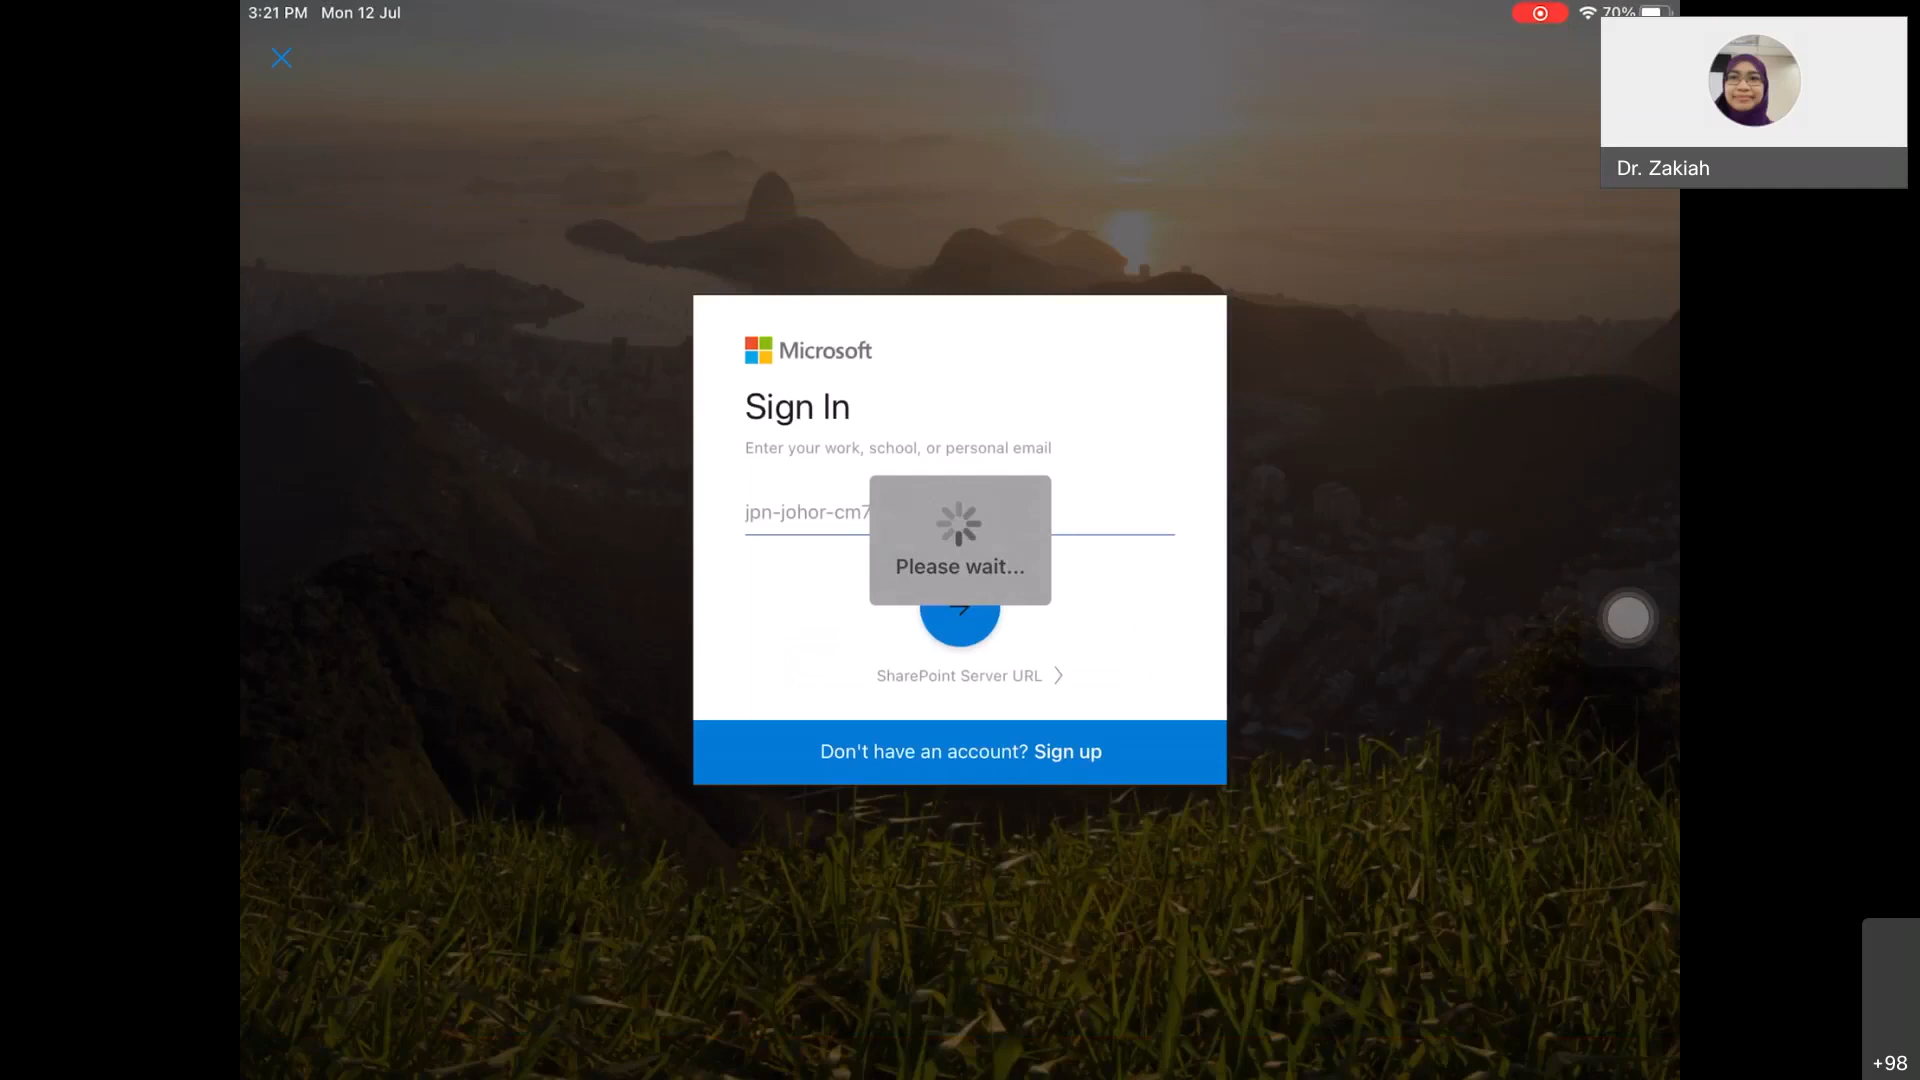 3:21 PM Mon 12 Jul
70%
Dr. Zakiah
Microsoft
Sign In
Enter your work, school, or personal email
jpn-johor-cm7
Please wait...
SharePoint Server URL
Don't have an account? Sign up
+98